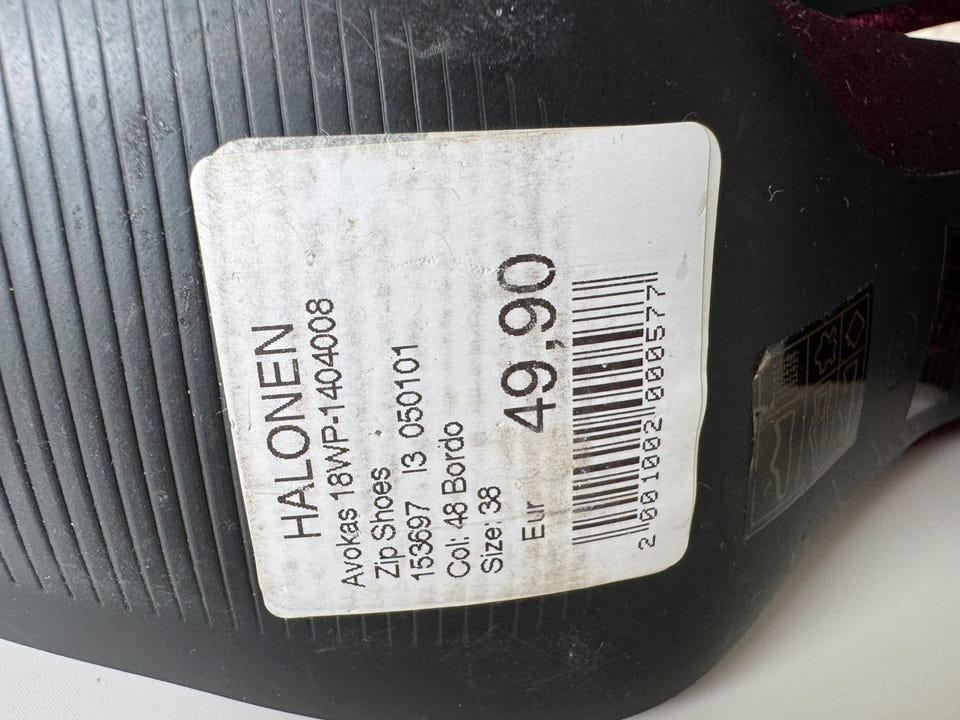 HALONEN
Avokas 18WP-1404008
Zip Shoes
153697 I3 050101
Col: 48 Bordo
Size: 38
Eur 49,90
2 001002 000577